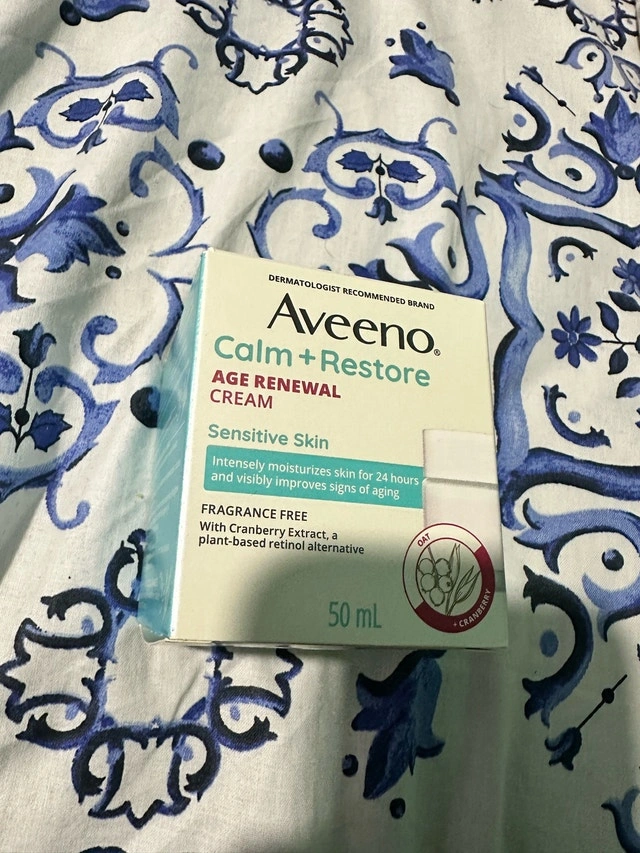 DERMATOLOGIST RECOMMENDED BRAND
Aveeno®
Calm + Restore
AGE RENEWAL
CREAM
Sensitive Skin
Intensely moisturizes skin for 24 hours
and visibly improves signs of aging
FRAGRANCE FREE
With Cranberry Extract, a
plant-based retinol alternative
OAT
+ CRANBERRY
50 mL